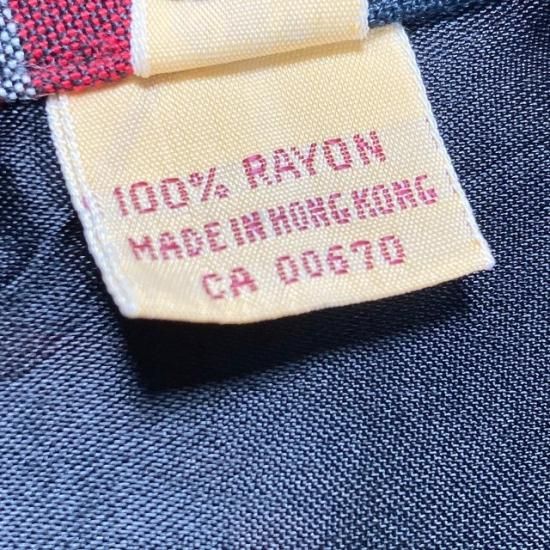 100% RAYON
MADE IN HONG KONG
CA 00670